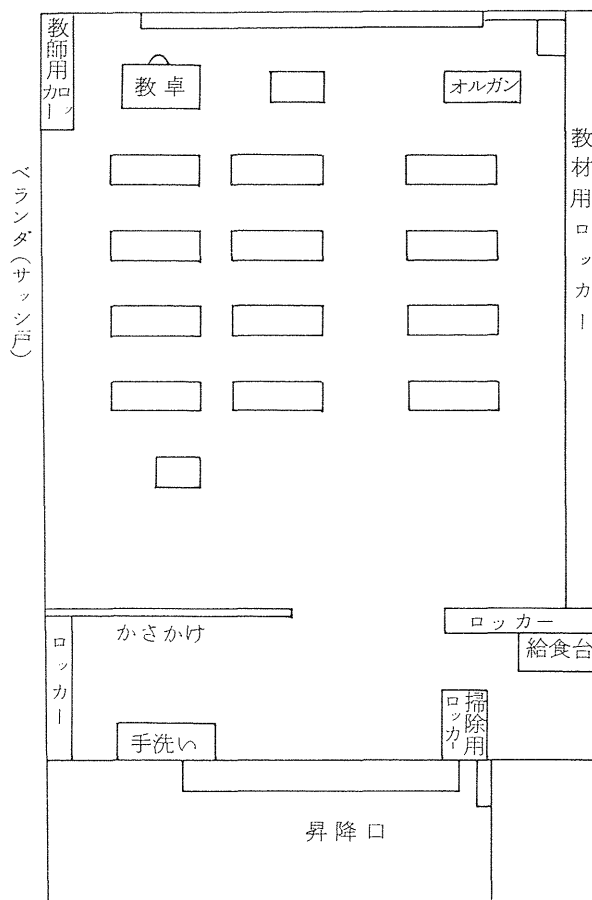 教師用ロッカー
教卓
オルガン
教材用ロッカー
ベランダ(サッシ戸)
かさかけ
ロッカー
給食台
ロッカー
手洗い
掃除用ロッカー
昇降口